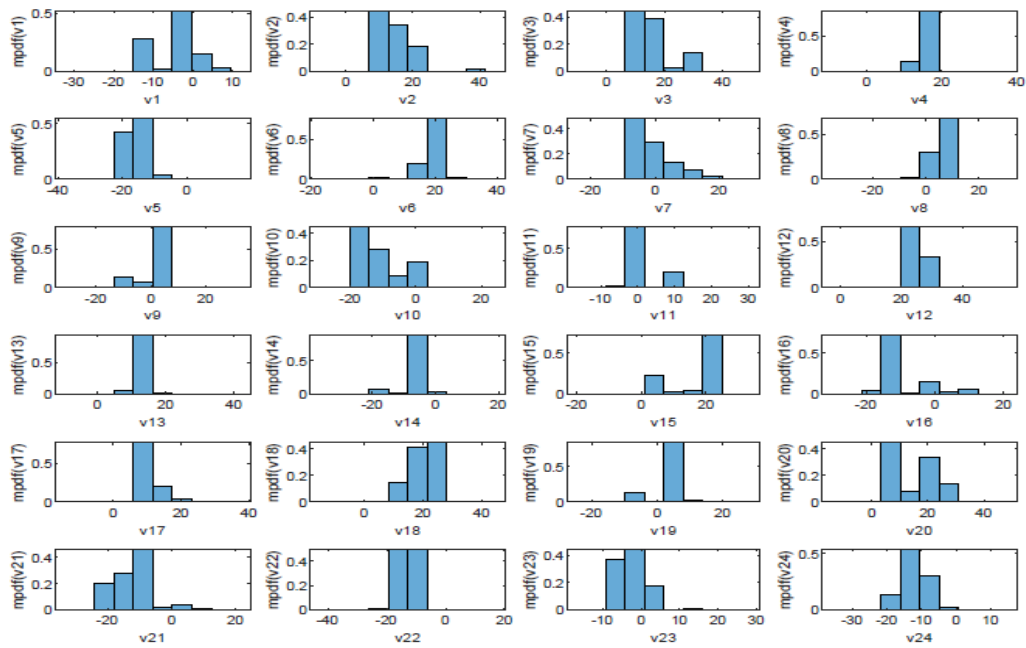 mpdf(v1) 0.5 0 -30 -20 -10 0 10 v1
mpdf(v2) 0.4 0.2 0 0 20 40 v2
mpdf(v3) 0.4 0.2 0 0 20 40 v3
mpdf(v4) 0.5 0 0 20 40 v4
mpdf(v5) 0.5 0 -40 -20 0 v5
mpdf(v6) 0.5 0 -20 0 20 40 v6
mpdf(v7) 0.4 0.2 0 -20 0 20 v7
mpdf(v8) 0.5 0 -20 0 20 v8
mpdf(v9) 0.5 0 -20 0 20 v9
mpdf(v10) 0.4 0.2 0 -20 0 20 v10
mpdf(v11) 0.5 0 -10 0 10 20 30 v11
mpdf(v12) 0.5 0 0 20 40 v12
mpdf(v13) 0.5 0 0 20 40 v13
mpdf(v14) 0.5 0 -20 0 20 v14
mpdf(v15) 0.5 0 -20 0 20 v15
mpdf(v16) 0.5 0 -20 0 20 v16
mpdf(v17) 0.5 0 0 20 40 v17
mpdf(v18) 0.4 0.2 0 0 20 40 v18
mpdf(v19) 0.5 0 -20 0 20 v19
mpdf(v20) 0.4 0.2 0 0 20 40 v20
mpdf(v21) 0.4 0.2 0 -20 0 20 v21
mpdf(v22) 0.4 0.2 0 -40 -20 0 20 v22
mpdf(v23) 0.4 0.2 0 -20 -10 0 10 20 30 v23
mpdf(v24) 0.5 0 -30 -20 -10 0 10 v24